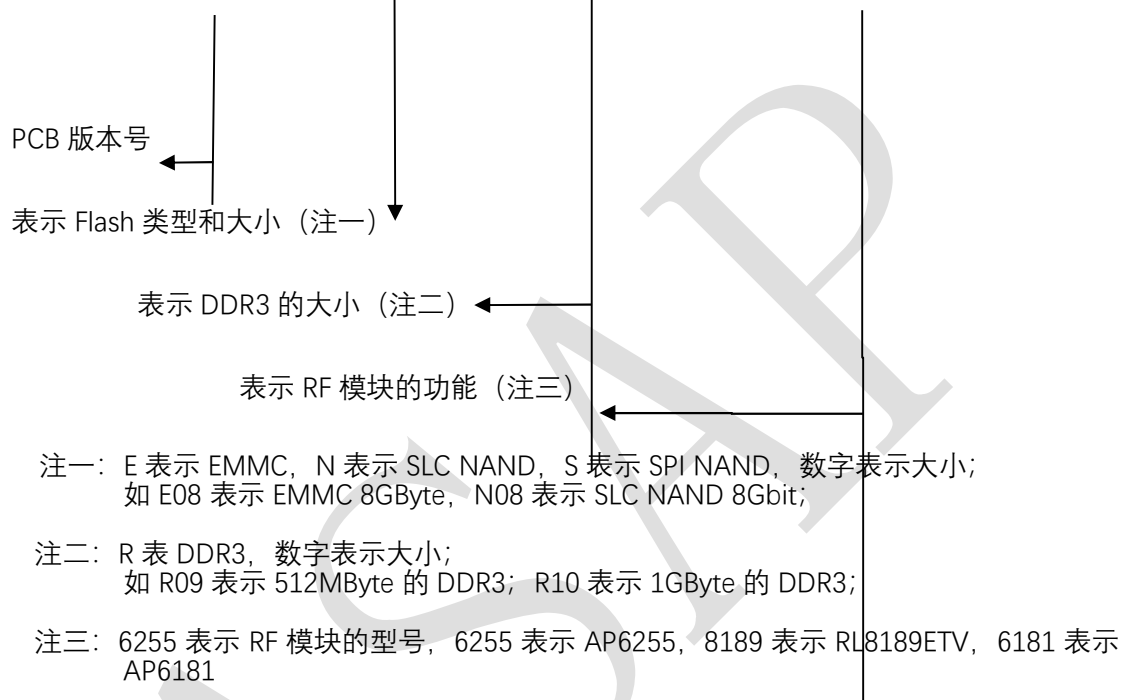 PCB 版本号
表示 Flash 类型和大小（注一）
表示 DDR3 的大小（注二）
表示 RF 模块的功能（注三）
注一：E 表示 EMMC，N 表示 SLC NAND，S 表示 SPI NAND，数字表示大小；
如 E08 表示 EMMC 8GByte，N08 表示 SLC NAND 8Gbit；
注二：R 表 DDR3，数字表示大小；
如 R09 表示 512MByte 的 DDR3；R10 表示 1GByte 的 DDR3；
注三：6255 表示 RF 模块的型号，6255 表示 AP6255，8189 表示 RL8189ETV，6181 表示
AP6181
SAP